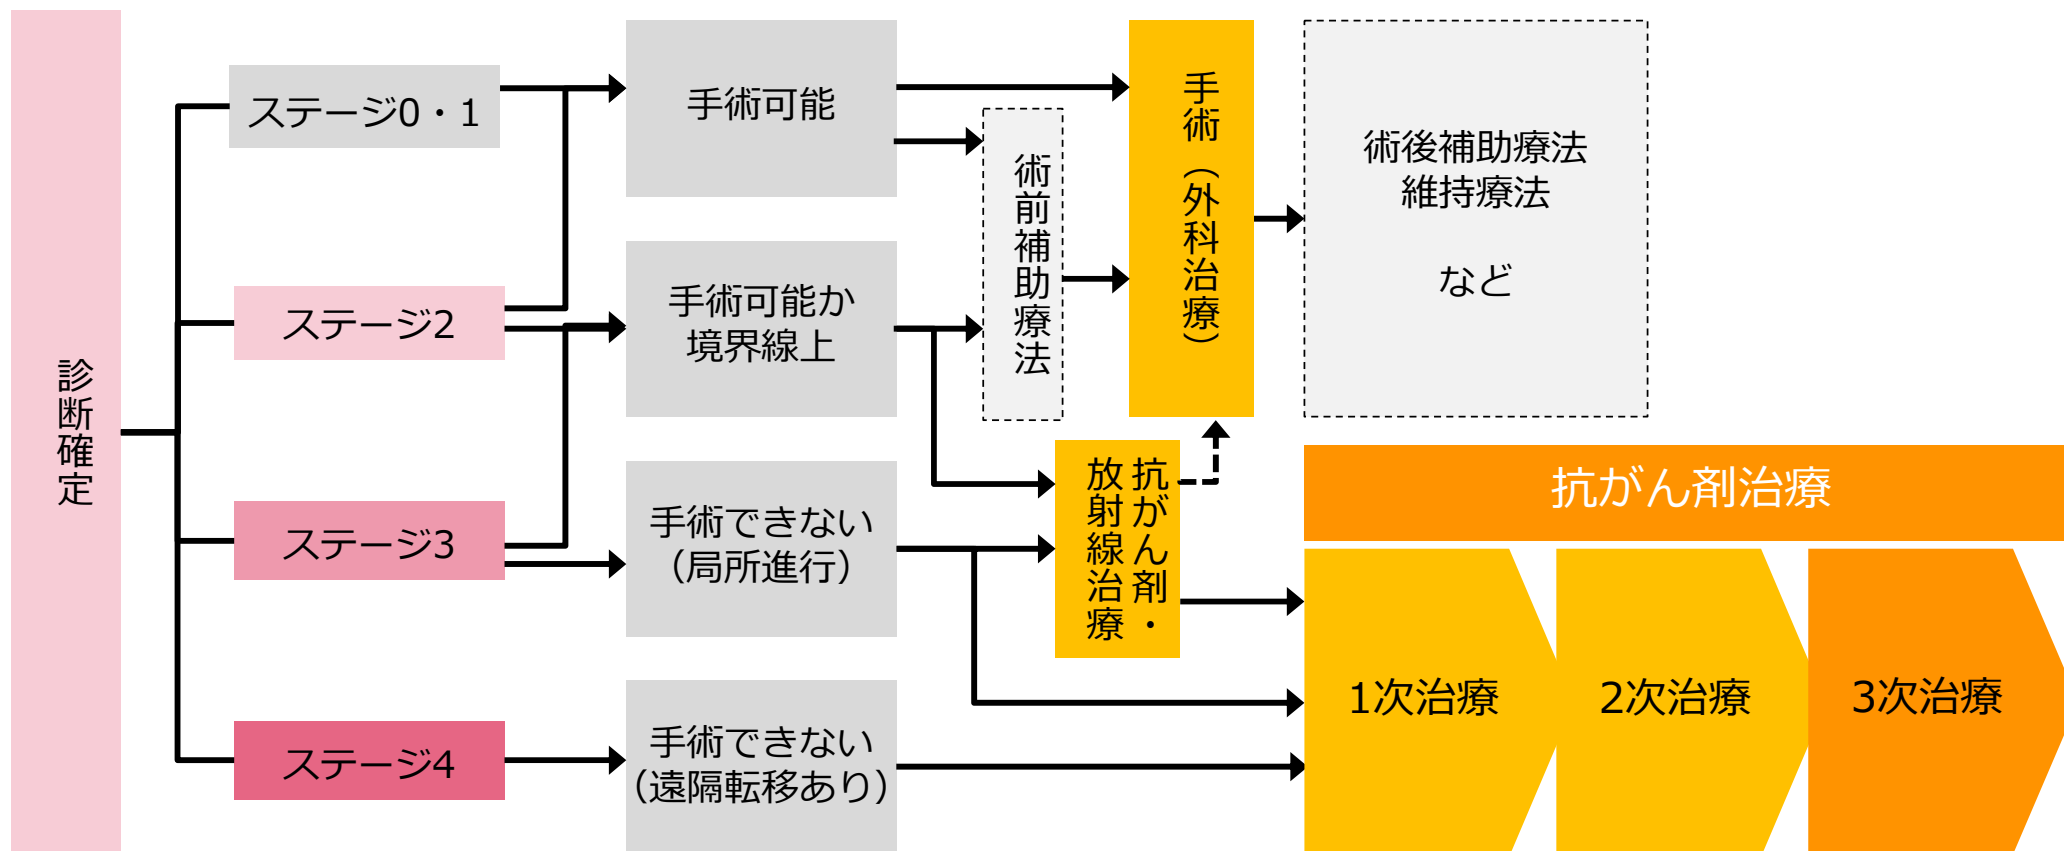 診断確定
ステージ0・1
ステージ2
ステージ3
ステージ4
手術可能
手術可能か
境界線上
手術できない
（局所進行）
手術できない
（遠隔転移あり）
術前補助療法
手術（外科治療）
抗がん剤・
放射線治療
術後補助療法
維持療法
など
抗がん剤治療
1次治療
2次治療
3次治療